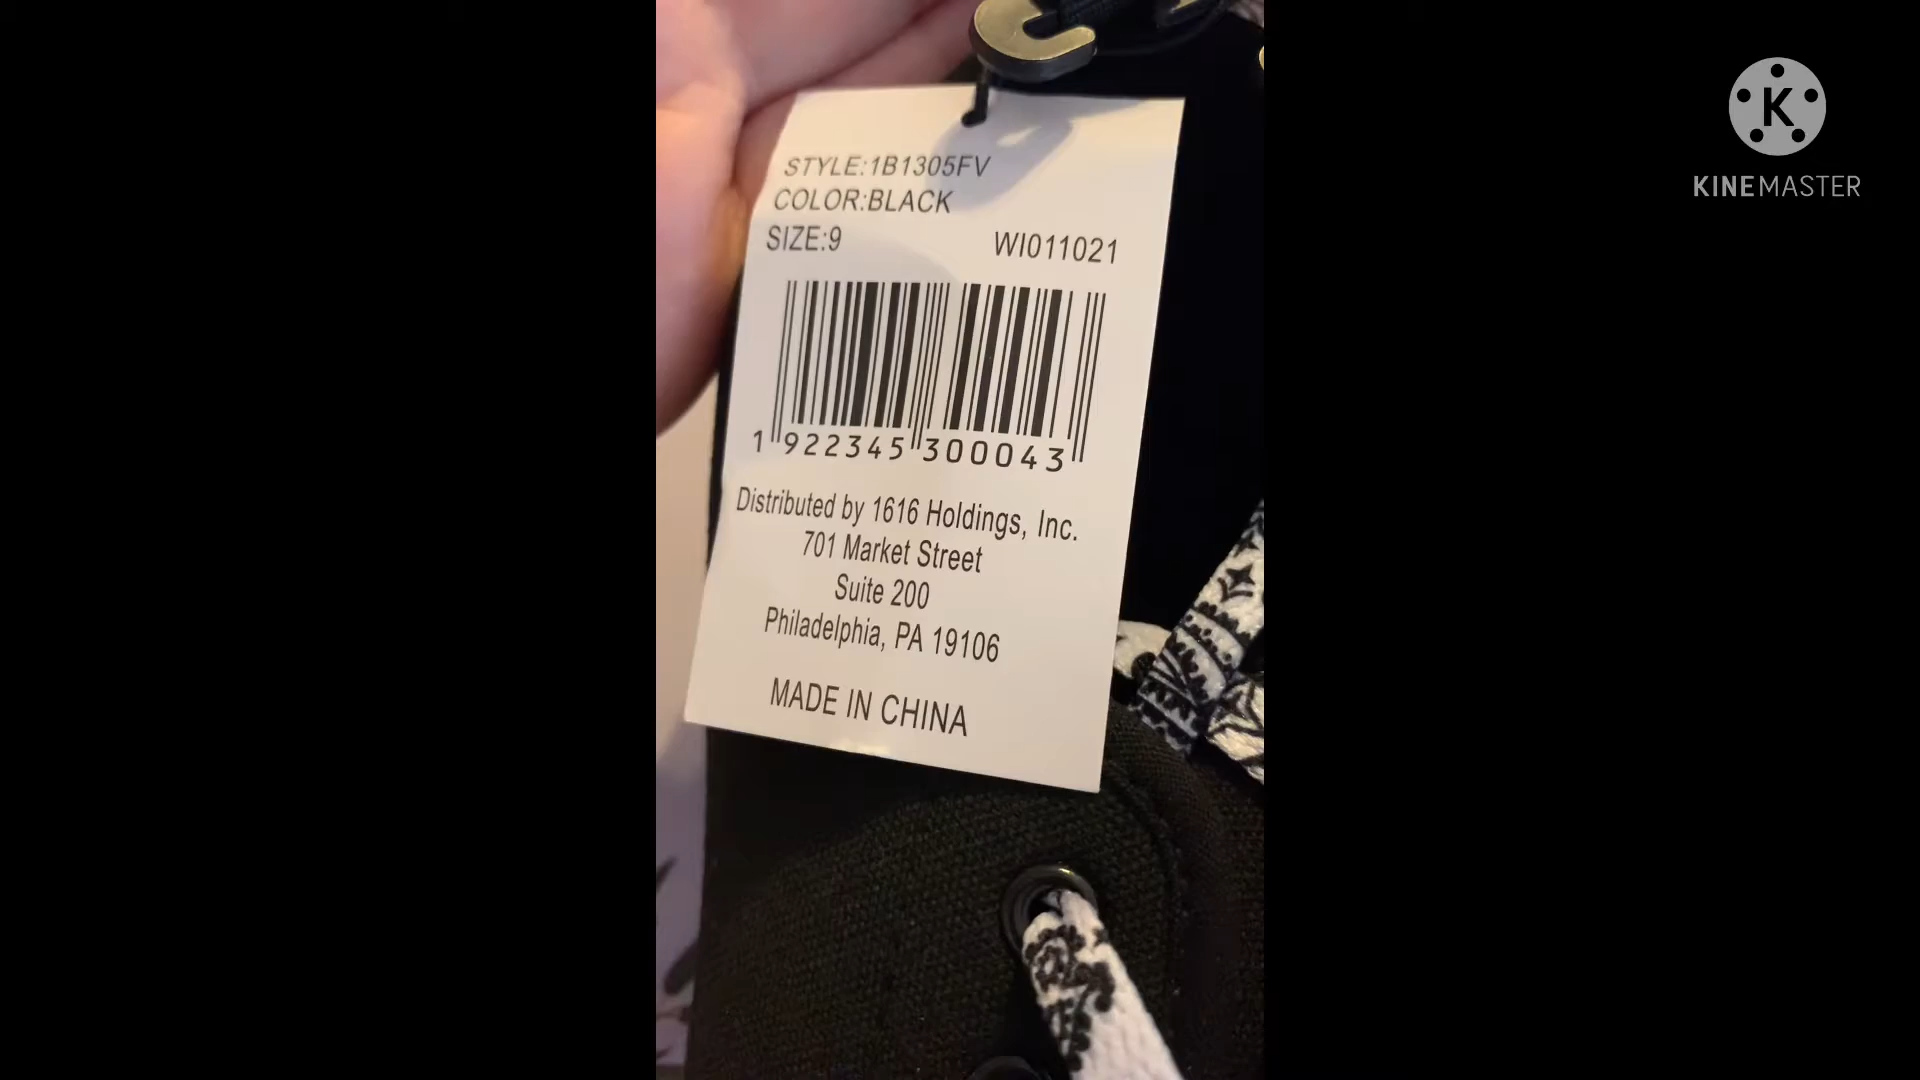 STYLE:1B1305FV
COLOR:BLACK
SIZE:9 WI011021
1 922345 300043
Distributed by 1616 Holdings, Inc.
701 Market Street
Suite 200
Philadelphia, PA 19106
MADE IN CHINA
K
KINEMASTER